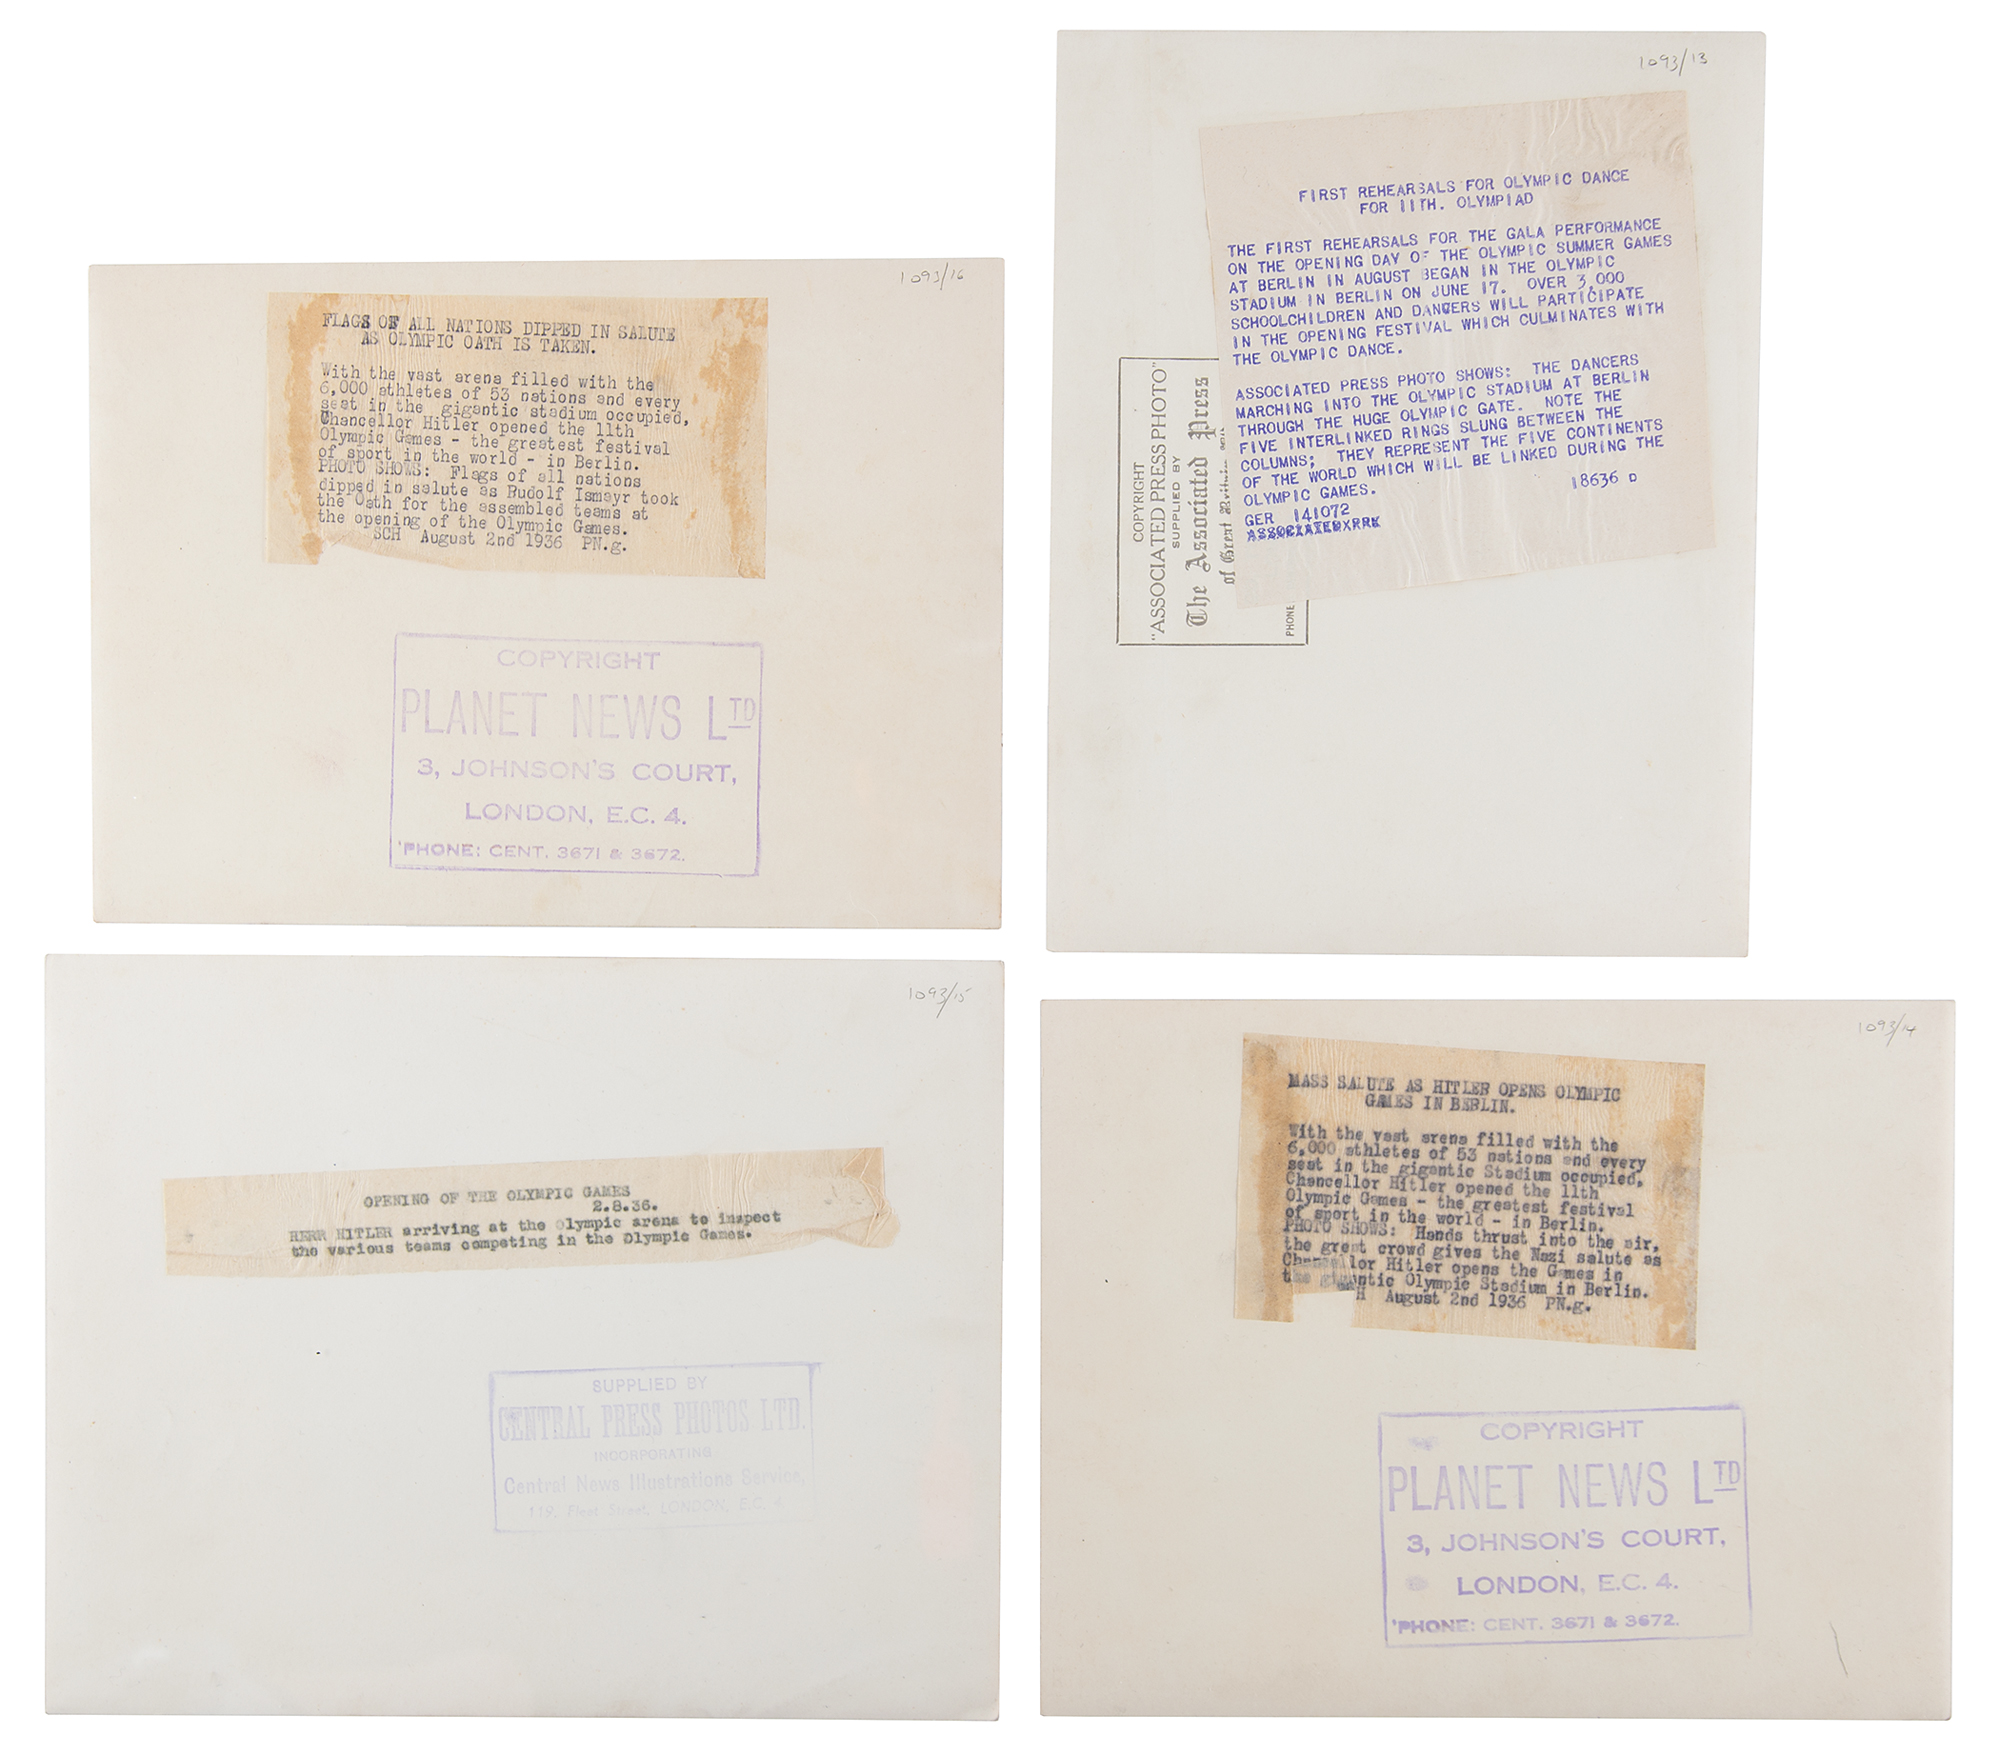 1093/16
FLAGS OF ALL NATIONS DIPPED IN SALUTE
AS OLYMPIC OATH IS TAKEN.
With the vast arena filled with the
6,000 athletes of 53 nations and every
seat in the gigantic stadium occupied,
Chancellor Hitler opened the 11th
Olympic Games - the greatest festival
of sport in the world - in Berlin.
PHOTO SHOWS: Flags of all nations
dipped in salute as Rudolf Ismayr took
the Oath for the assembled teams at
the opening of the Olympic Games.
SCH August 2nd 1936 PN.g.
COPYRIGHT
PLANET NEWS LTD
3, JOHNSON'S COURT,
LONDON, E.C. 4.
'PHONE: CENT. 3671 & 3672.
1093/13
FIRST REHEARSALS FOR OLYMPIC DANCE
FOR 11TH. OLYMPIAD
THE FIRST REHEARSALS FOR THE GALA PERFORMANCE
ON THE OPENING DAY OF THE OLYMPIC SUMMER GAMES
AT BERLIN IN AUGUST BEGAN IN THE OLYMPIC
STADIUM IN BERLIN ON JUNE 17. OVER 3,000
SCHOOLCHILDREN AND DANCERS WILL PARTICIPATE
IN THE OPENING FESTIVAL WHICH CULMINATES WITH
THE OLYMPIC DANCE.
ASSOCIATED PRESS PHOTO SHOWS: THE DANCERS
MARCHING INTO THE OLYMPIC STADIUM AT BERLIN
THROUGH THE HUGE OLYMPIC GATE. NOTE THE
FIVE INTERLINKED RINGS SLUNG BETWEEN THE
COLUMNS; THEY REPRESENT THE FIVE CONTINENTS
OF THE WORLD WHICH WILL BE LINKED DURING THE
OLYMPIC GAMES.
18636 D
GER 141072
COPYRIGHT
"ASSOCIATED PRESS PHOTO"
SUPPLIED BY
The Associated Press
of Great Britain
PHONE
1093/15
OPENING OF THE OLYMPIC GAMES
2.8.36.
HERR HITLER arriving at the Olympic arena to inspect
the various teams competing in the Olympic Games.
SUPPLIED BY
CENTRAL PRESS PHOTOS LTD.
INCORPORATING
Central News Illustrations Service,
119, Fleet Street, LONDON, E.C. 4
1093/14
MASS SALUTE AS HITLER OPENS OLYMPIC
GAMES IN BERLIN.
With the vast arena filled with the
6,000 athletes of 53 nations and every
seat in the gigantic Stadium occupied,
Chancellor Hitler opened the 11th
Olympic Games - the greatest festival
of sport in the world - in Berlin.
PHOTO SHOWS: Hands thrust into the air,
the great crowd gives the Nazi salute as
Chancellor Hitler opens the Games in
the gigantic Olympic Stadium in Berlin.
H August 2nd 1936 PN.g.
COPYRIGHT
PLANET NEWS LTD
3, JOHNSON'S COURT,
LONDON, E.C. 4.
'PHONE: CENT. 3671 & 3672.